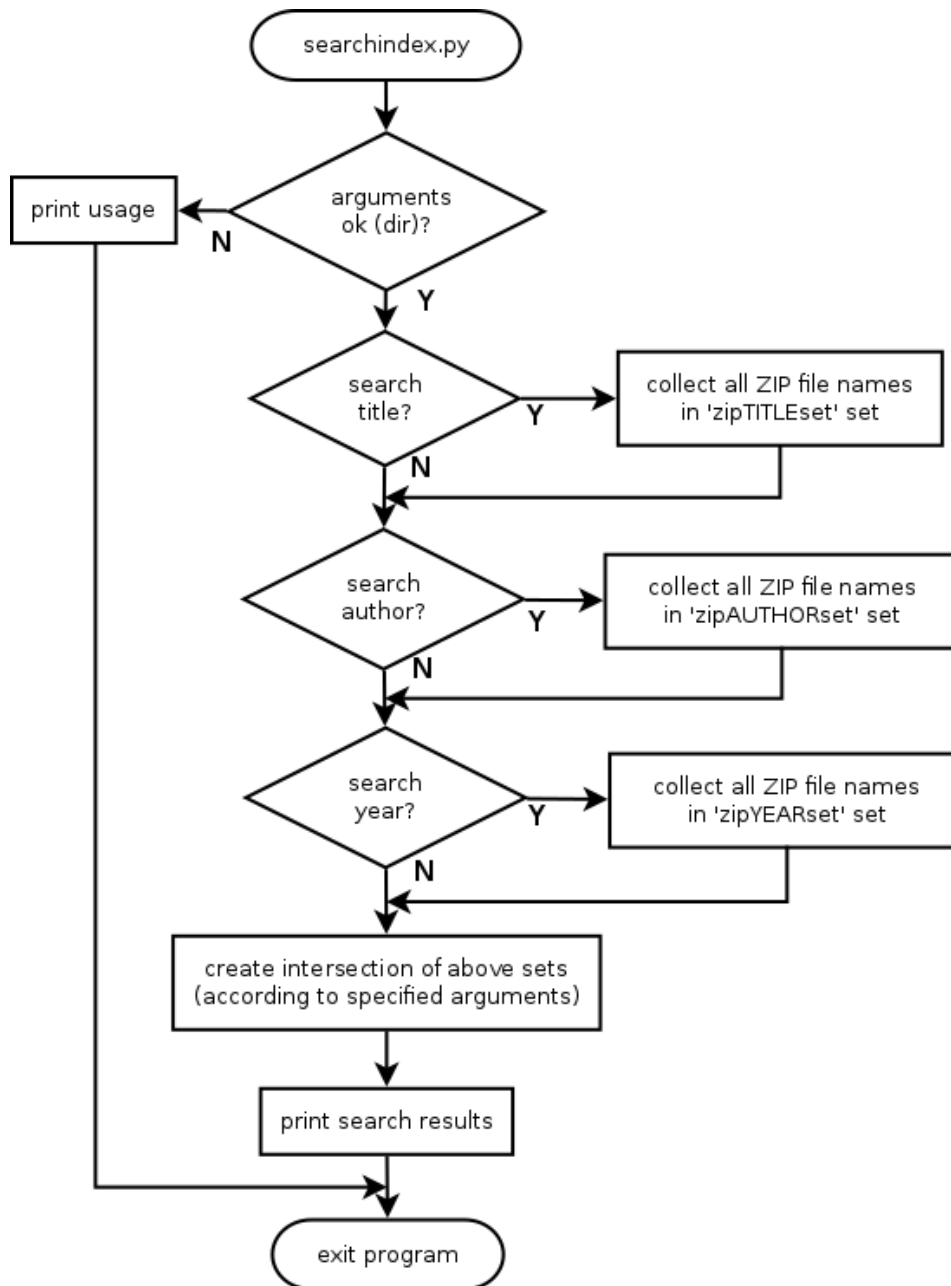 searchindex.py
arguments
ok (dir)?
print usage
N
Y
search
title?
Y
collect all ZIP file names
in 'zipTITLEset' set
N
search
author?
Y
collect all ZIP file names
in 'zipAUTHORset' set
N
search
year?
Y
collect all ZIP file names
in 'zipYEARset' set
N
create intersection of above sets
(according to specified arguments)
print search results
exit program